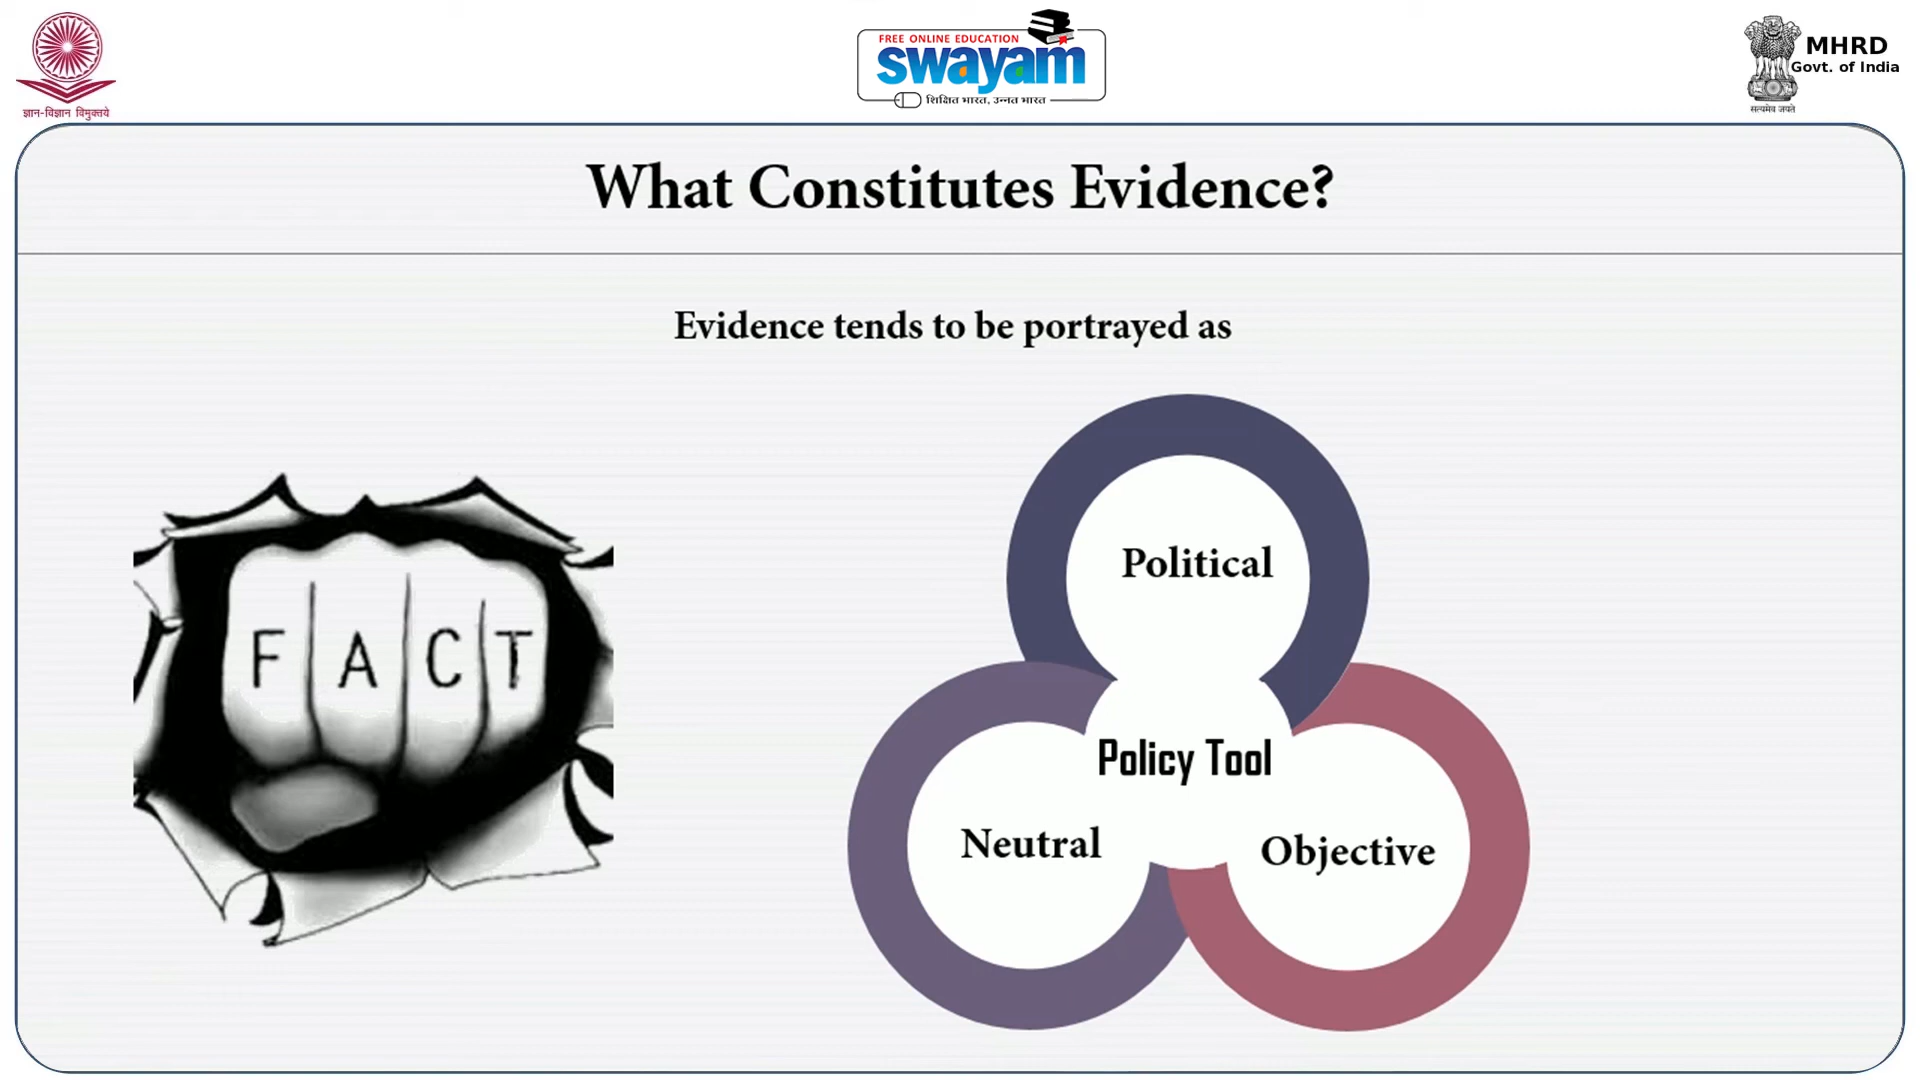 ज्ञान-विज्ञान विमुक्तये
FREE ONLINE EDUCATION
swayam
शिक्षित भारत, उन्नत भारत
MHRD
Govt. of India
सत्यमेव जयते
What Constitutes Evidence?
Evidence tends to be portrayed as
FACT
Political
Policy Tool
Neutral
Objective